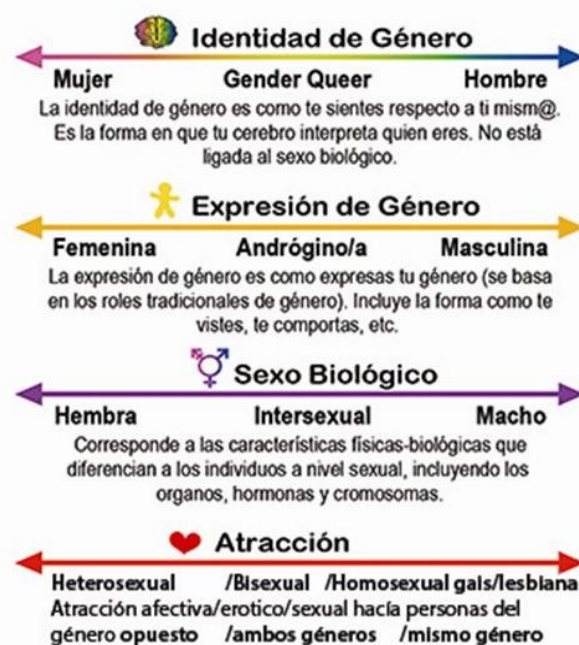 Identidad de Género
Mujer Gender Queer Hombre
La identidad de género es como te sientes respecto a ti mism@.
Es la forma en que tu cerebro interpreta quien eres. No está
ligada al sexo biológico.
Expresión de Género
Femenina Andrógino/a Masculina
La expresión de género es como expresas tu género (se basa
en los roles tradicionales de género). Incluye la forma como te
vistes, te comportas, etc.
Sexo Biológico
Hembra Intersexual Macho
Corresponde a las características físicas-biológicas que
diferencian a los individuos a nivel sexual, incluyendo los
organos, hormonas y cromosomas.
Atracción
Heterosexual /Bisexual /Homosexual gais/lesbiana
Atracción afectiva/erotico/sexual hacía personas del
género opuesto /ambos géneros /mismo género